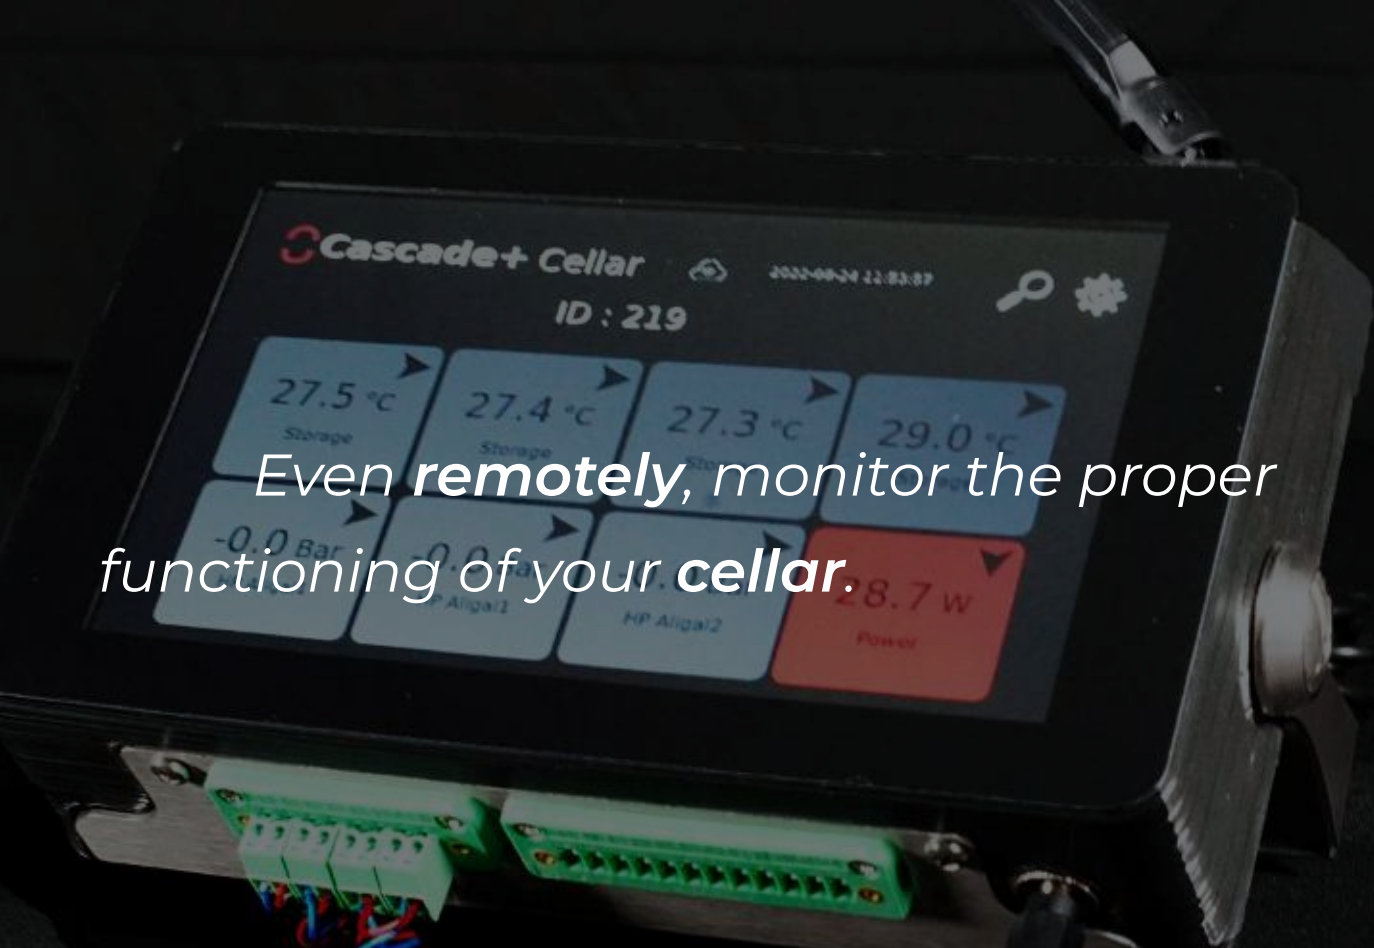 Cascade+ Cellar
ID : 219
27.5 °C
27.4 °C
27.3 °C
29.0 °C
Storage
Storage
Even remotely, monitor the proper
-0.0 Bar
functioning of your cellar.
28.7 W
HP Aligal1
HP Aligal2
Power